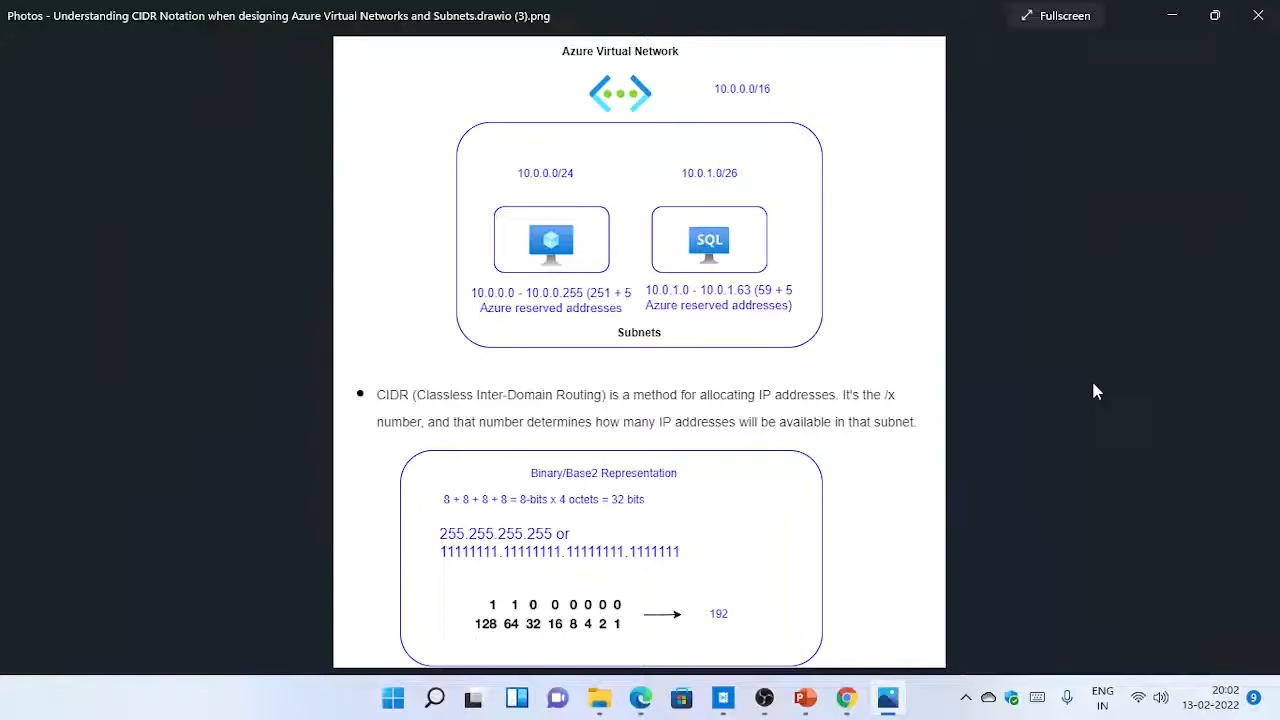 Photos - Understanding CIDR Notation when designing Azure Virtual Networks and Subnets.drawio (3).png
Fullscreen
Azure Virtual Network
10.0.0.0/16
10.0.0.0/24
10.0.1.0/26
SQL
10.0.0.0 - 10.0.0.255 (251 + 5
Azure reserved addresses
10.0.1.0 - 10.0.1.63 (59 + 5
Azure reserved addresses)
Subnets
CIDR (Classless Inter-Domain Routing) is a method for allocating IP addresses. It's the /x
number, and that number determines how many IP addresses will be available in that subnet.
Binary/Base2 Representation
8 + 8 + 8 + 8 = 8-bits x 4 octets = 32 bits
255.255.255.255 or
11111111.11111111.11111111.1111111
1 1 0 0 0 0 0 0
128 64 32 16 8 4 2 1
192
ENG
IN
20:02
13-02-2022
9